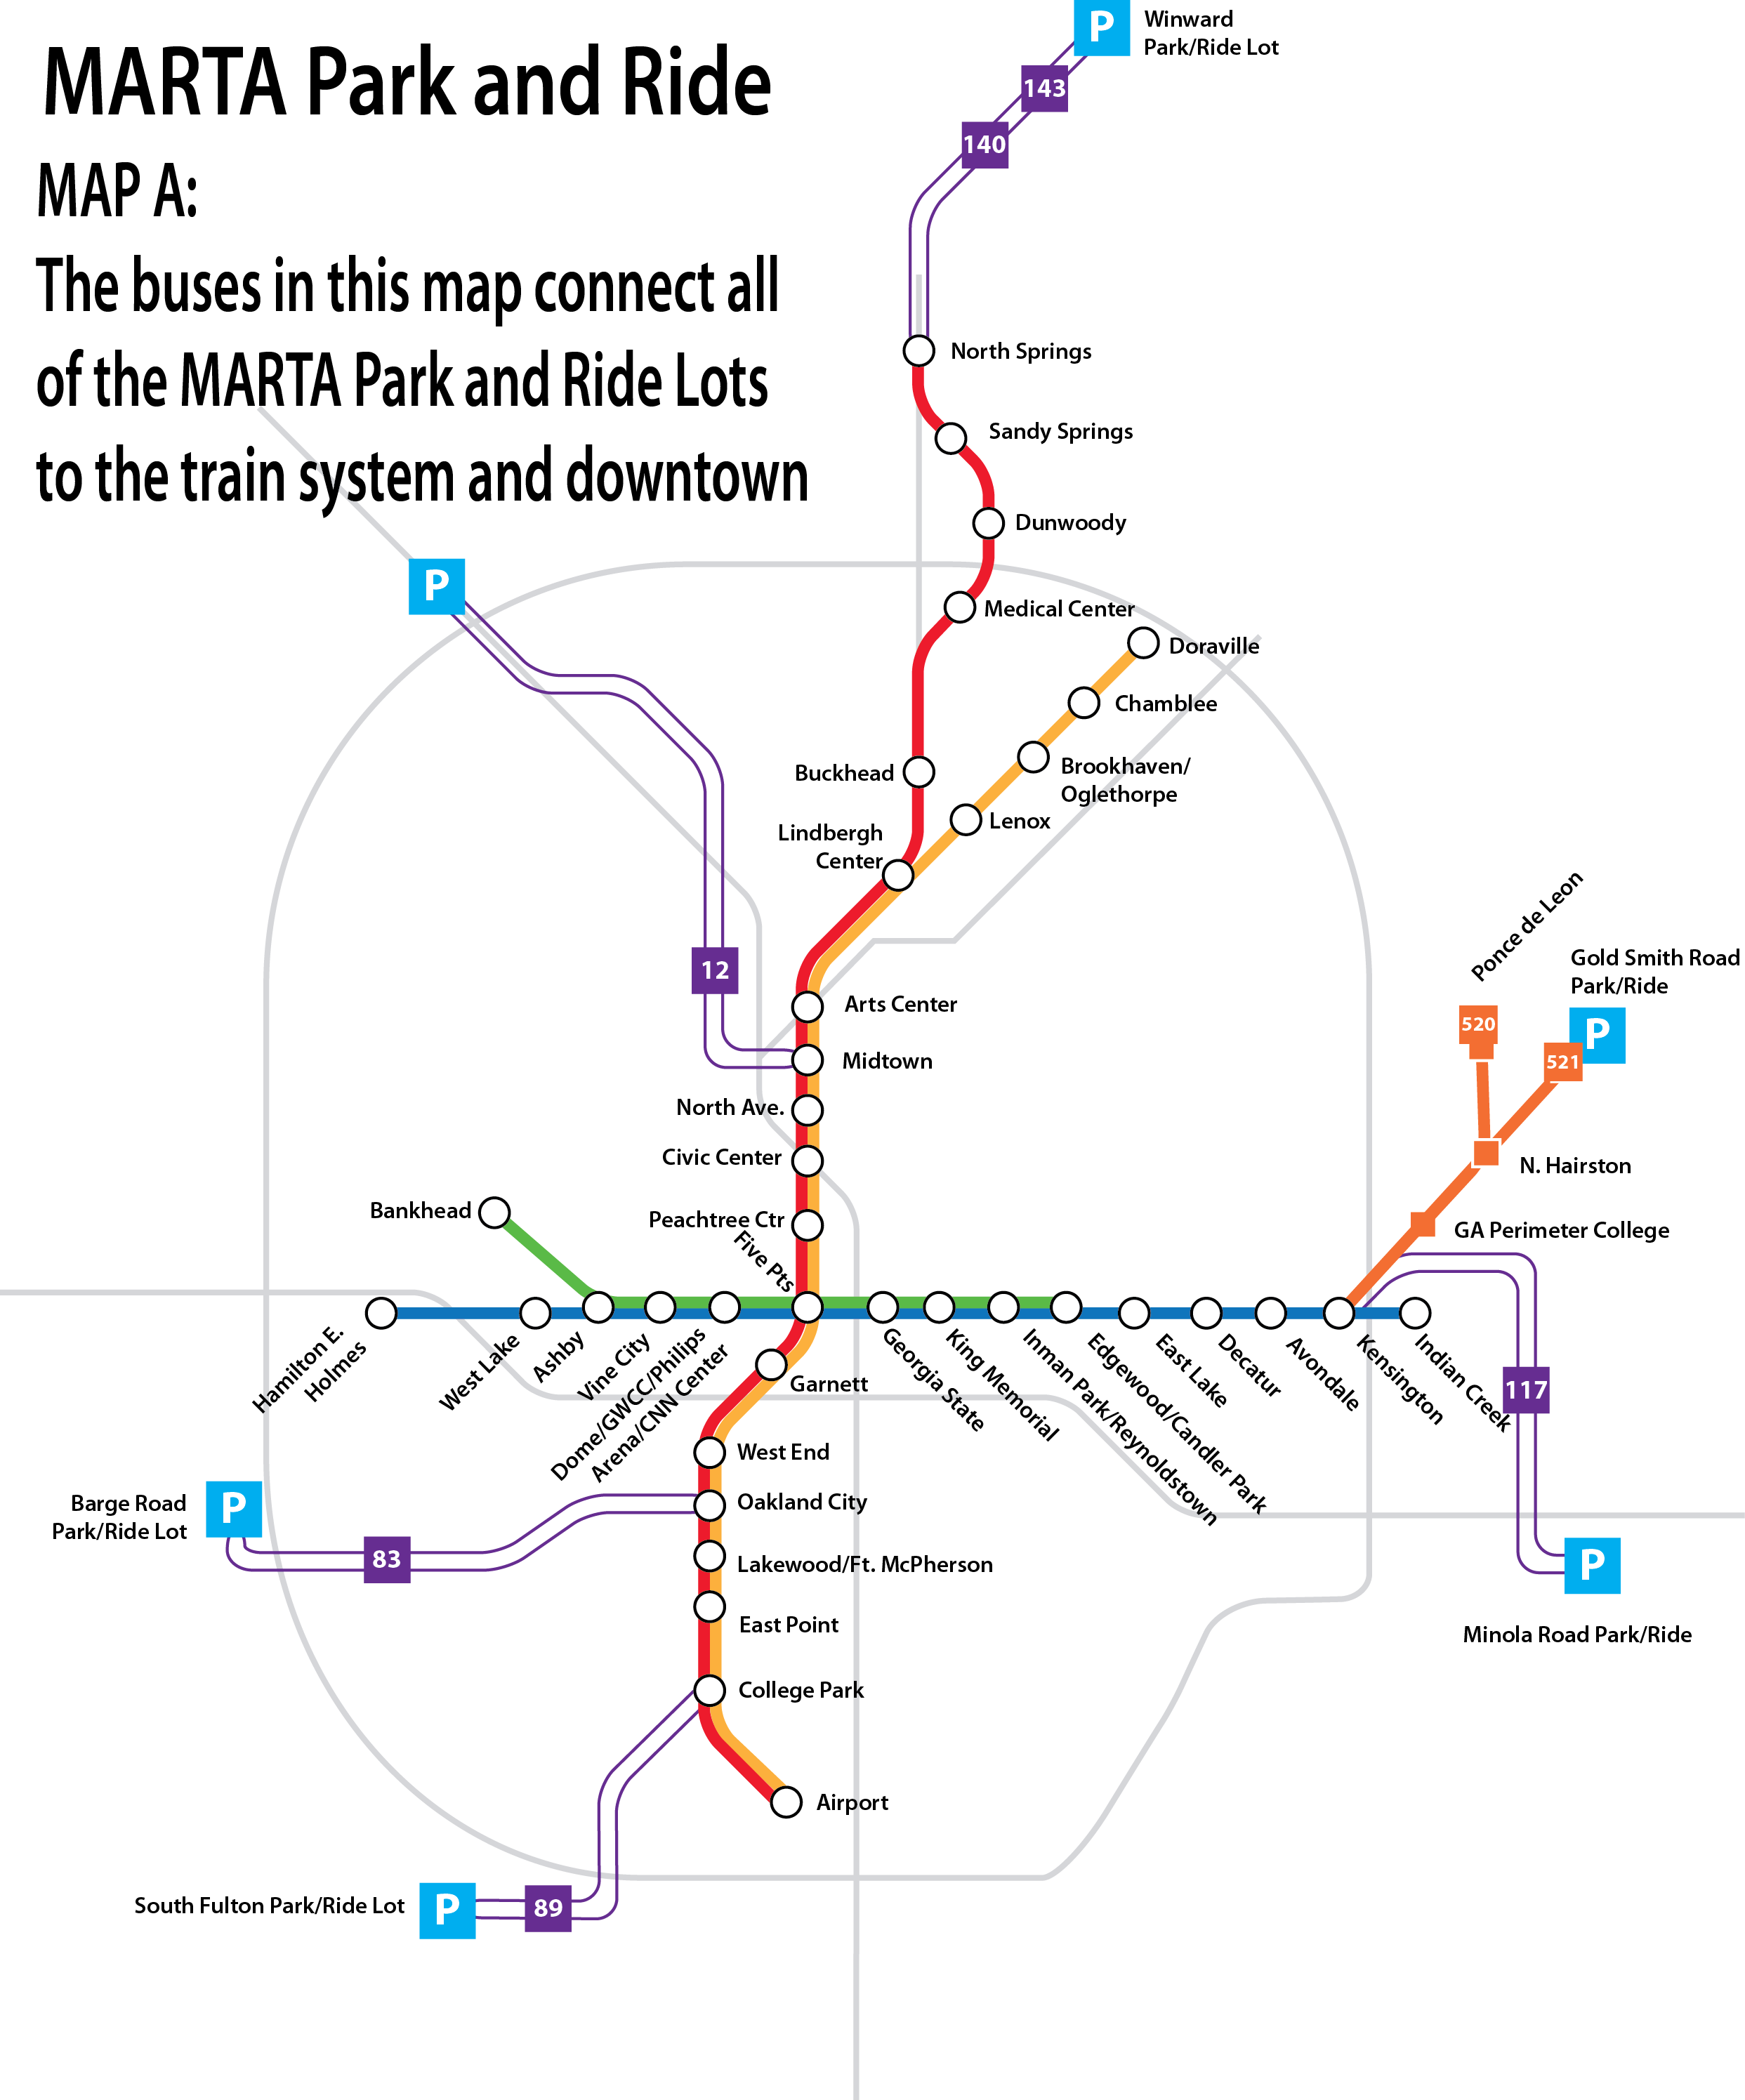 MARTA Park and Ride
MAP A:
The buses in this map connect all
of the MARTA Park and Ride Lots
to the train system and downtown
P
Winward
Park/Ride Lot
143
140
North Springs
Sandy Springs
Dunwoody
P
Medical Center
Doraville
Chamblee
Buckhead
Brookhaven/
Oglethorpe
Lindbergh
Center
Lenox
12
Arts Center
Midtown
North Ave.
Civic Center
Bankhead
Peachtree Ctr
Five Pts
Ponce de Leon
Gold Smith Road
Park/Ride
520
P
521
N. Hairston
GA Perimeter College
Hamilton E.
Holmes
West Lake
Ashby
Vine City
Dome/GWCC/Philips
Arena/CNN Center
Garnett
Georgia State
King Memorial
Inman Park/Reynoldstown
Edgewood/Candler Park
East Lake
Decatur
Avondale
Kensington
Indian Creek
117
West End
Barge Road
Park/Ride Lot
P
83
Oakland City
Lakewood/Ft. McPherson
P
East Point
Minola Road Park/Ride
College Park
Airport
South Fulton Park/Ride Lot
P
89